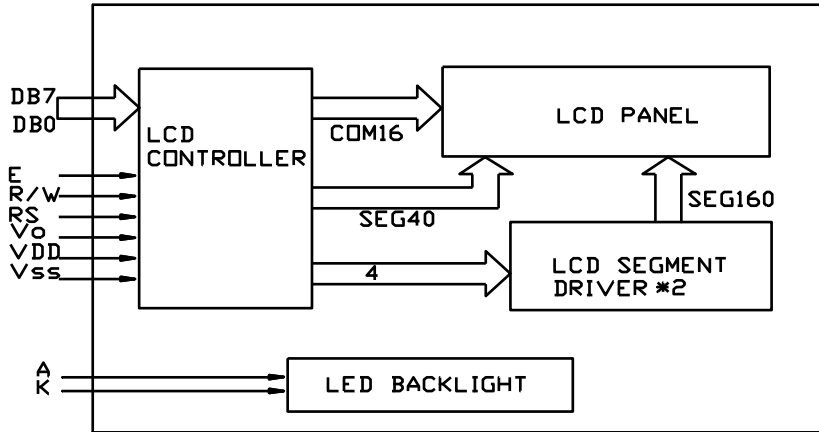 DB7
DB0
E
R/W
RS
Vo
VDD
Vss
LCD
CONTROLLER
COM16
SEG40
4
LCD PANEL
SEG160
LCD SEGMENT
DRIVER *2
A
K
LED BACKLIGHT